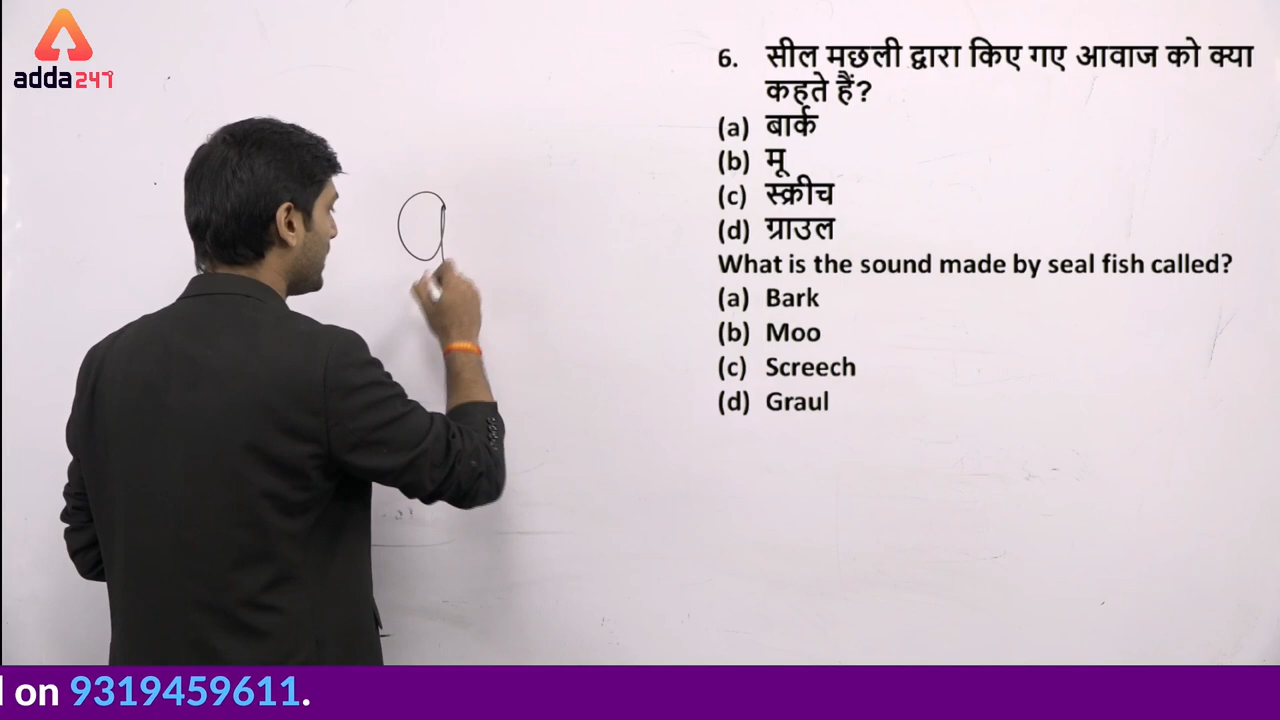 adda247
6. सील मछली द्वारा किए गए आवाज को क्या
कहते हैं?
(a) बार्क
(b) मू
(c) स्क्रीच
(d) ग्राउल
What is the sound made by seal fish called?
(a) Bark
(b) Moo
(c) Screech
(d) Graul
on 9319459611.